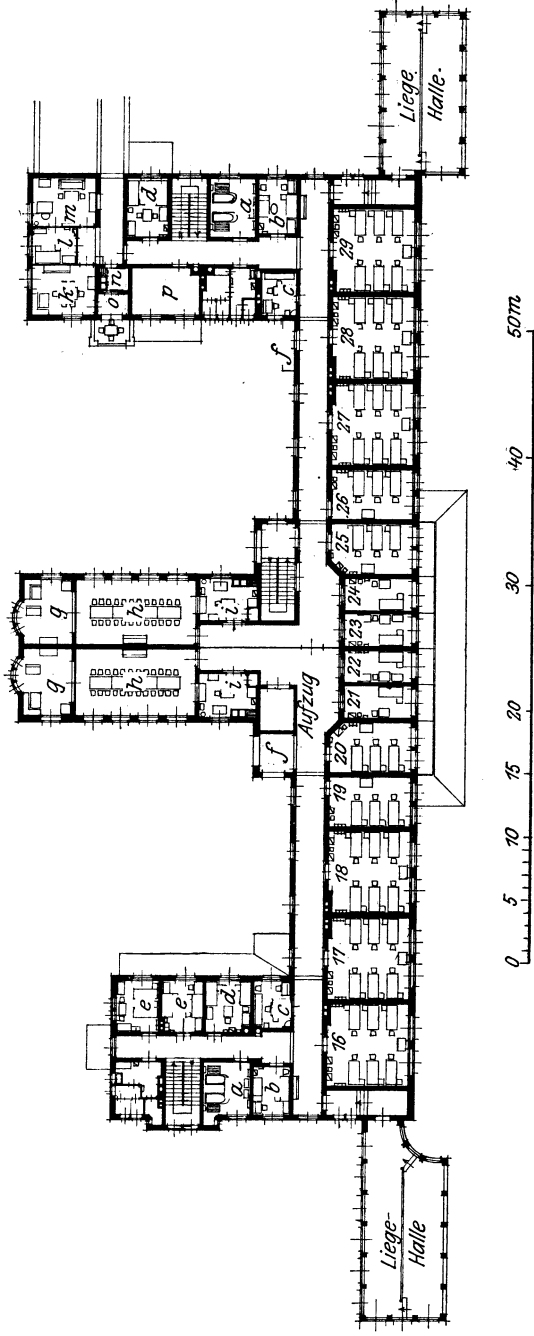 g g k l m
h h o n
e p d
e d i i a
a f f
b c c b
Aufzug
16 17 18 19 20 21 22 23 24 25 26 27 28 29
Liege-
Halle
Liege
Halle-
0 5 10 15 20 30 40 50m